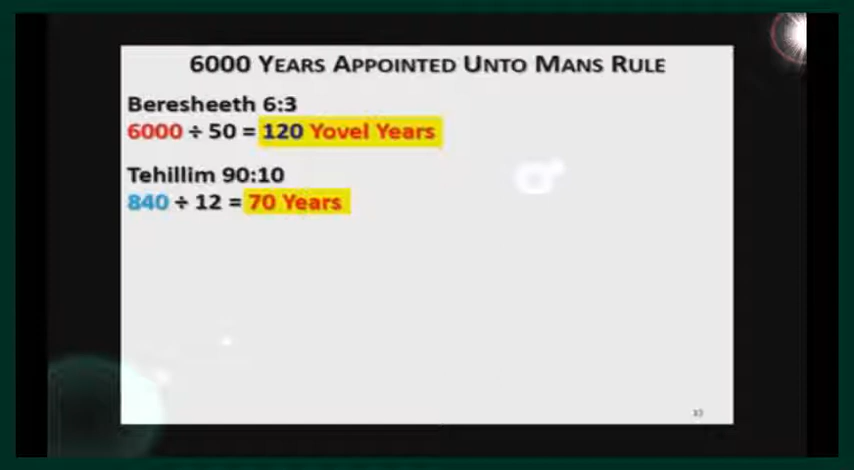 6000 YEARS APPOINTED UNTO MANS RULE
Beresheeth 6:3
6000 ÷ 50 = 120 Yovel Years
Tehillim 90:10
840 ÷ 12 = 70 Years